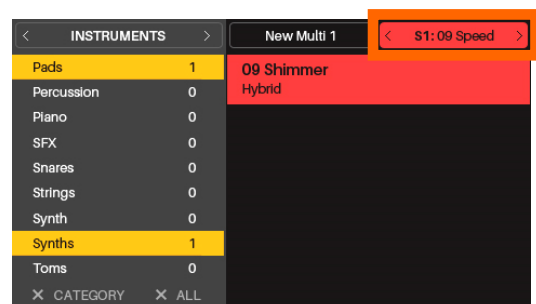 < INSTRUMENTS > New Multi 1 < S1: 09 Speed >
Pads 1
Percussion 0
Piano 0
SFX 0
Snares 0
Strings 0
Synth 0
Synths 1
Toms 0
× CATEGORY × ALL
09 Shimmer
Hybrid